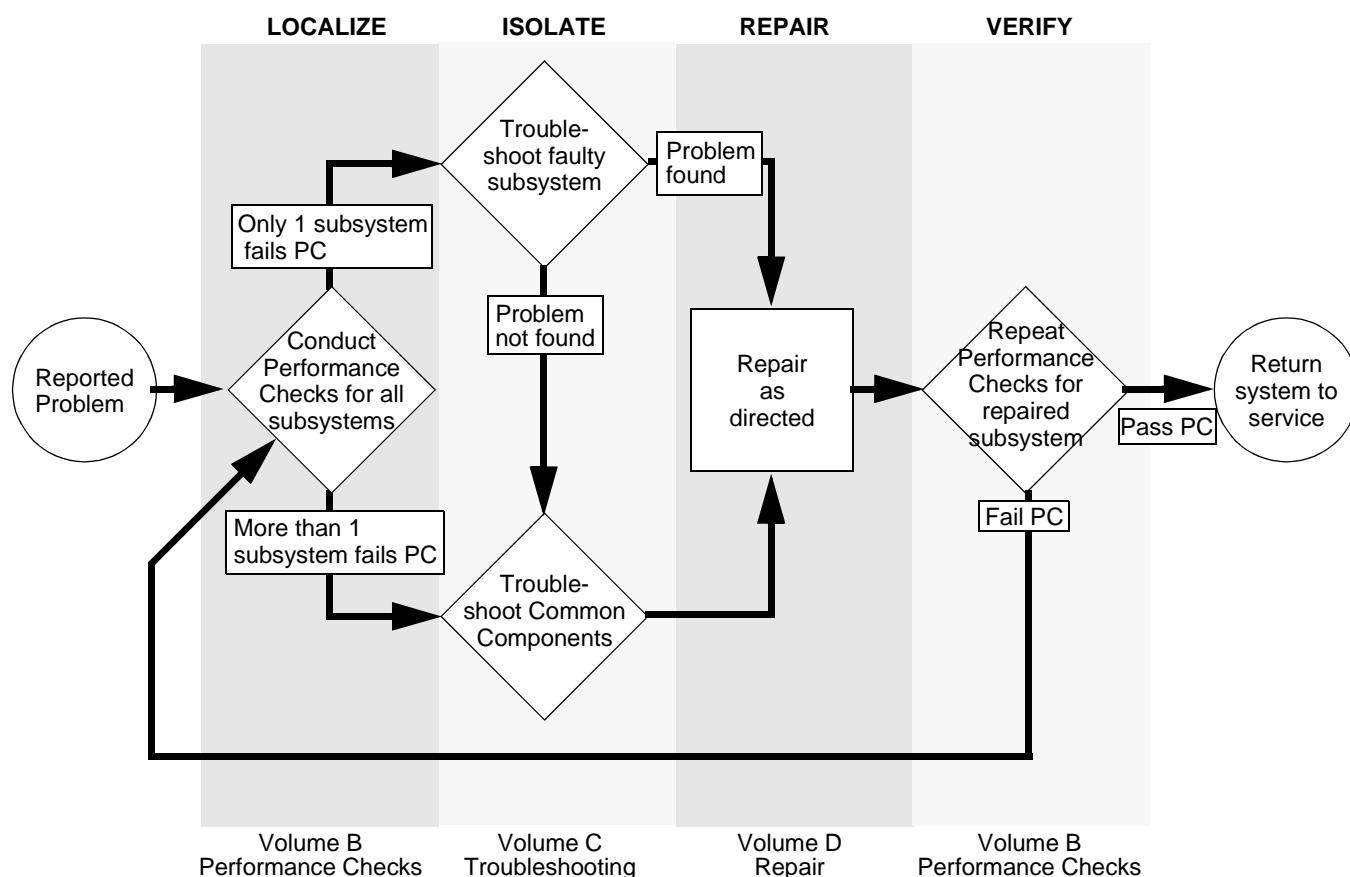 LOCALIZE
ISOLATE
REPAIR
VERIFY
Trouble-
shoot faulty
subsystem
Problem
found
Only 1 subsystem
fails PC
Problem
not found
Reported
Problem
Conduct
Performance
Checks for all
subsystems
Repair
as
directed
Repeat
Performance
Checks for
repaired
subsystem
Return
system to
service
Pass PC
Fail PC
More than 1
subsystem fails PC
Trouble-
shoot Common
Components
Volume B
Performance Checks
Volume C
Troubleshooting
Volume D
Repair
Volume B
Performance Checks